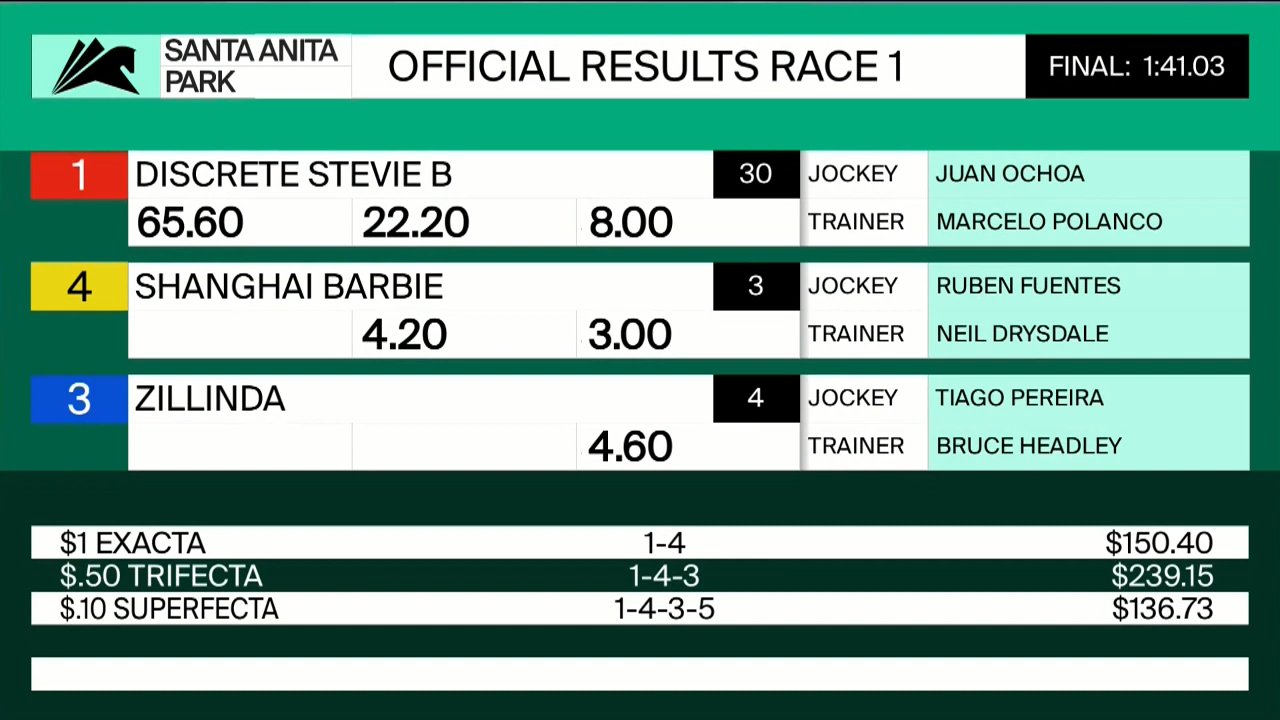 SANTA ANITA
PARK
OFFICIAL RESULTS RACE 1
FINAL: 1:41.03
1 DISCRETE STEVIE B 30 JOCKEY JUAN OCHOA
65.60 22.20 8.00 TRAINER MARCELO POLANCO
4 SHANGHAI BARBIE 3 JOCKEY RUBEN FUENTES
4.20 3.00 TRAINER NEIL DRYSDALE
3 ZILLINDA 4 JOCKEY TIAGO PEREIRA
4.60 TRAINER BRUCE HEADLEY
$1 EXACTA 1-4 $150.40
$.50 TRIFECTA 1-4-3 $239.15
$.10 SUPERFECTA 1-4-3-5 $136.73